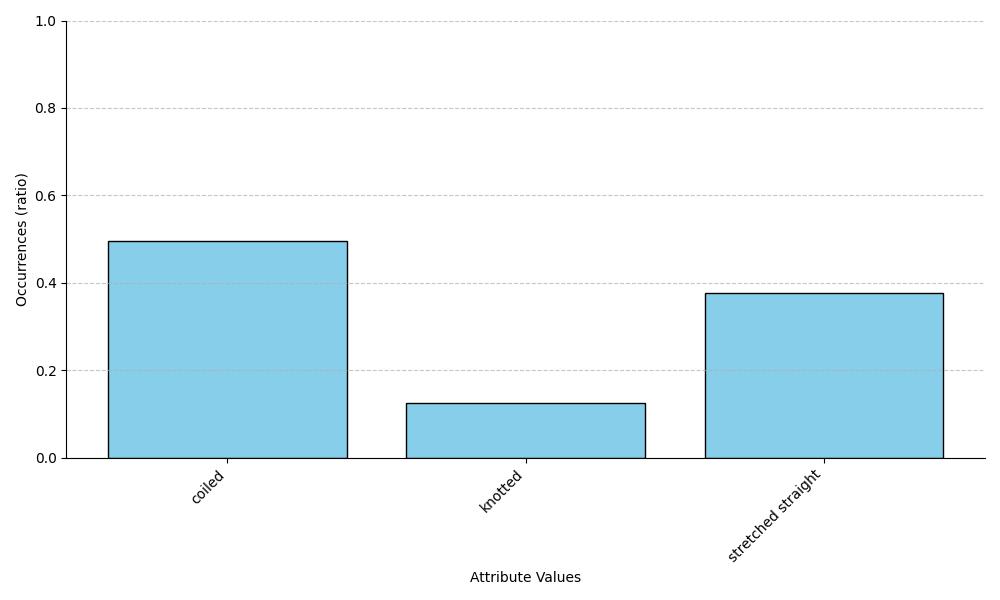 1.0
0.8
0.6
0.4
0.2
0.0
Occurrences (ratio)
coiled
knotted
stretched straight
Attribute Values